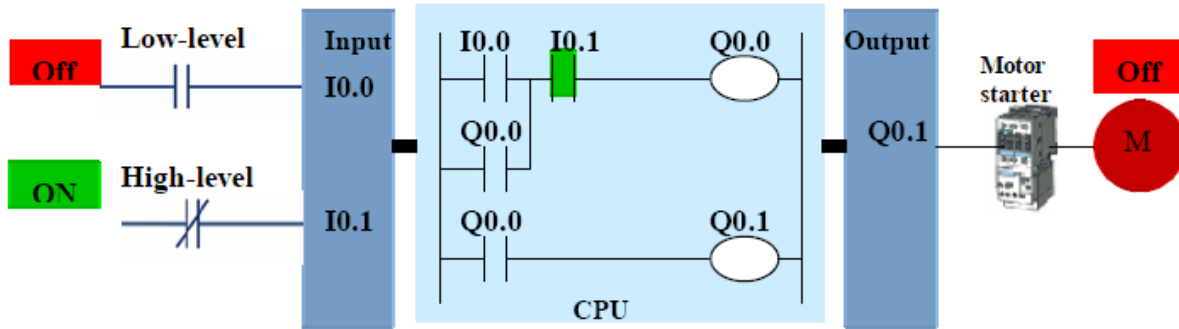 Off
Low-level
ON
High-level
Input
I0.0
I0.1
I0.0 I0.1 Q0.0
Q0.0
Q0.0 Q0.1
CPU
Output
Q0.1
Motor
starter
Off
M